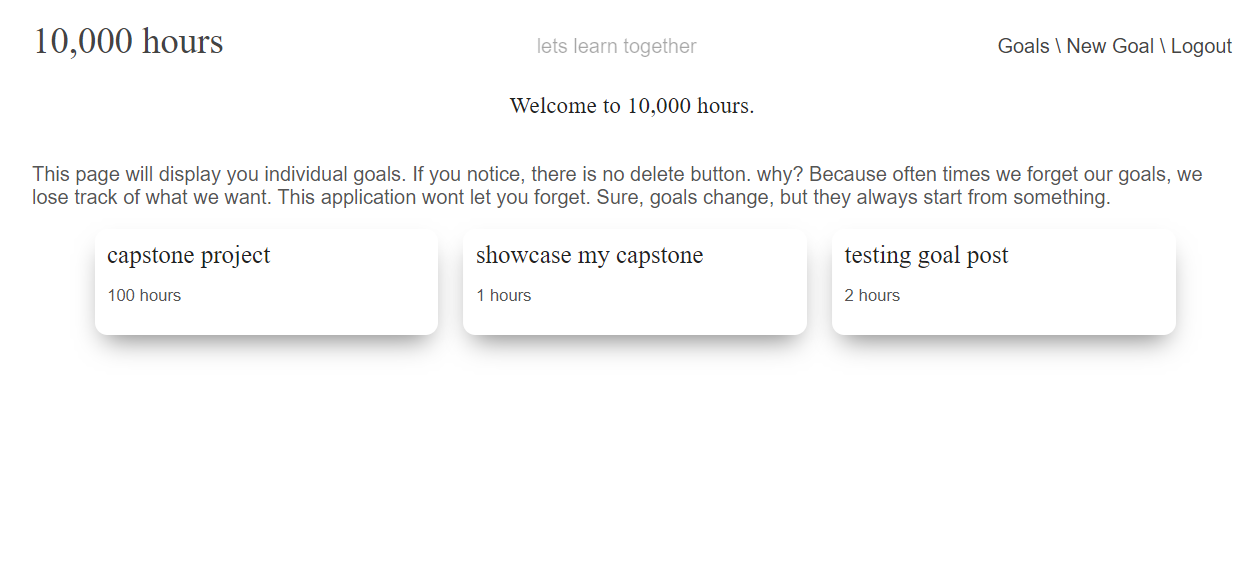 10,000 hours
lets learn together
Goals \ New Goal \ Logout
Welcome to 10,000 hours.
This page will display you individual goals. If you notice, there is no delete button. why? Because often times we forget our goals, we
lose track of what we want. This application wont let you forget. Sure, goals change, but they always start from something.
capstone project
100 hours
showcase my capstone
1 hours
testing goal post
2 hours